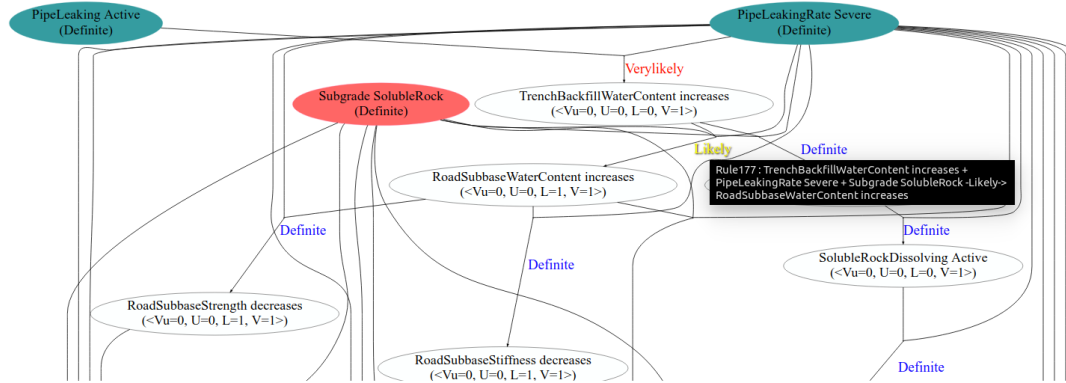 PipeLeaking Active
(Definite)
PipeLeakingRate Severe
(Definite)
Verylikely
Subgrade SolubleRock
(Definite)
TrenchBackfillWaterContent increases
(<Vu=0, U=0, L=0, V=1>)
Likely
Definite
RoadSubbaseWaterContent increases
(<Vu=0, U=0, L=1, V=1>)
Rule177 : TrenchBackfillWaterContent increases +
PipeLeakingRate Severe + Subgrade SolubleRock -Likely->
RoadSubbaseWaterContent increases
Definite
Definite
Definite
SolubleRockDissolving Active
(<Vu=0, U=0, L=0, V=1>)
RoadSubbaseStrength decreases
(<Vu=0, U=0, L=1, V=1>)
RoadSubbaseStiffness decreases
(<Vu=0, U=0, L=1, V=1>)
Definite